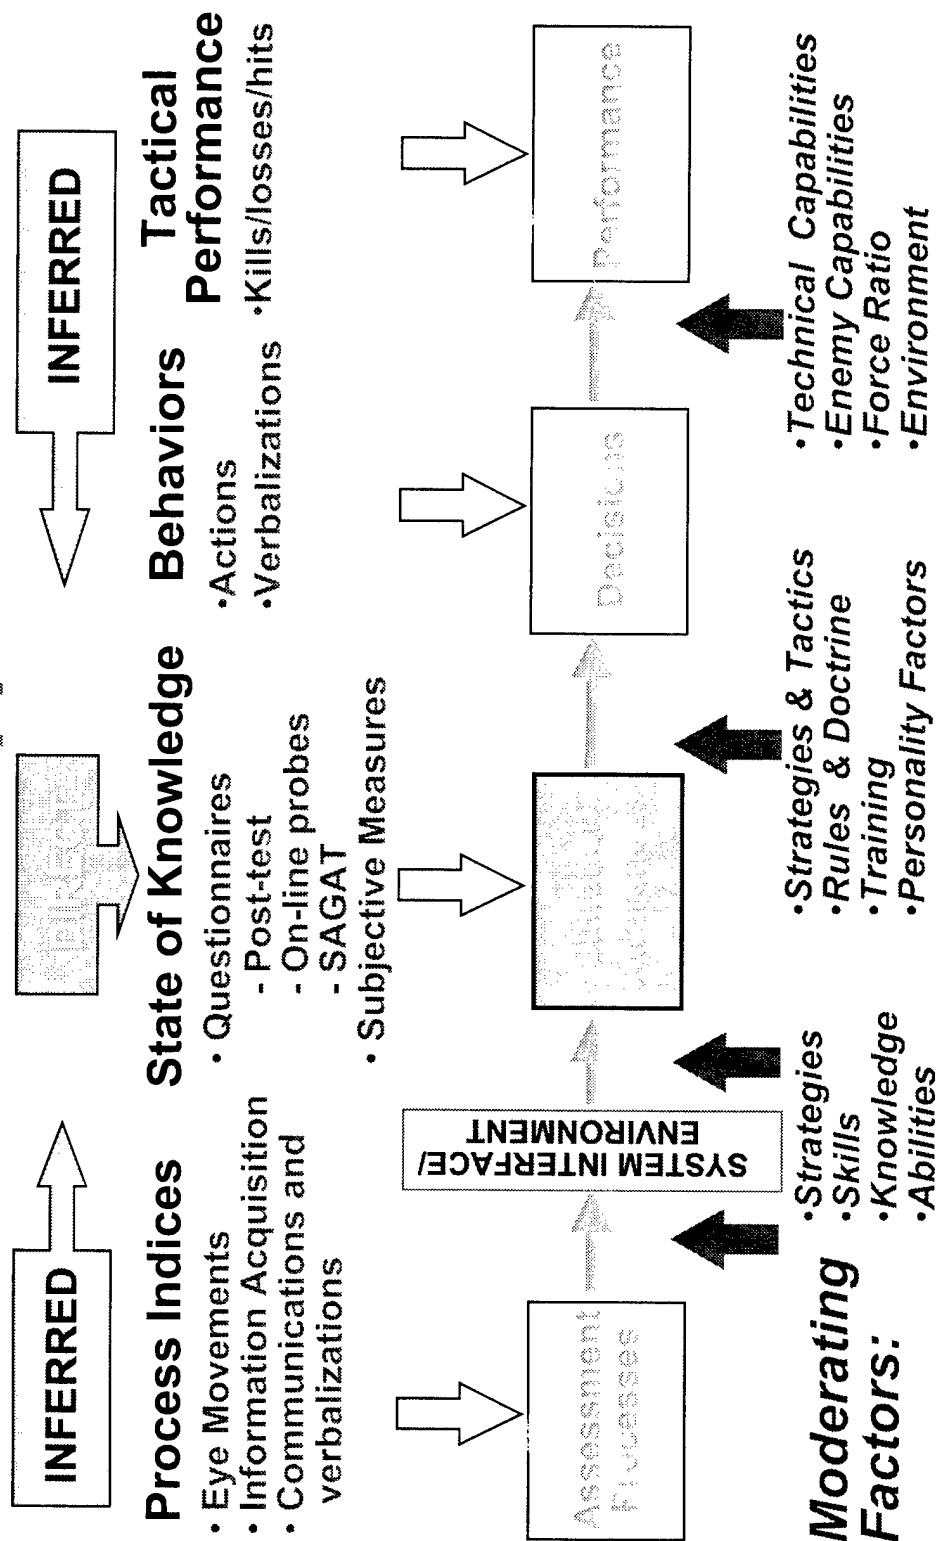 INFERRED
DIRECT
INFERRED
Process Indices
• Eye Movements
• Information Acquisition
• Communications and
verbalizations
State of Knowledge
• Questionnaires
- Post-test
- On-line probes
- SAGAT
• Subjective Measures
Behaviors
•Actions
•Verbalizations
Tactical
Performance
•Kills/losses/hits
Assessment
Processes
SYSTEM INTERFACE/
ENVIRONMENT
Decisions
Performance
Moderating
Factors:
•Strategies
•Skills
•Knowledge
•Abilities
•Strategies & Tactics
•Rules & Doctrine
•Training
•Personality Factors
•Technical Capabilities
•Enemy Capabilities
•Force Ratio
•Environment